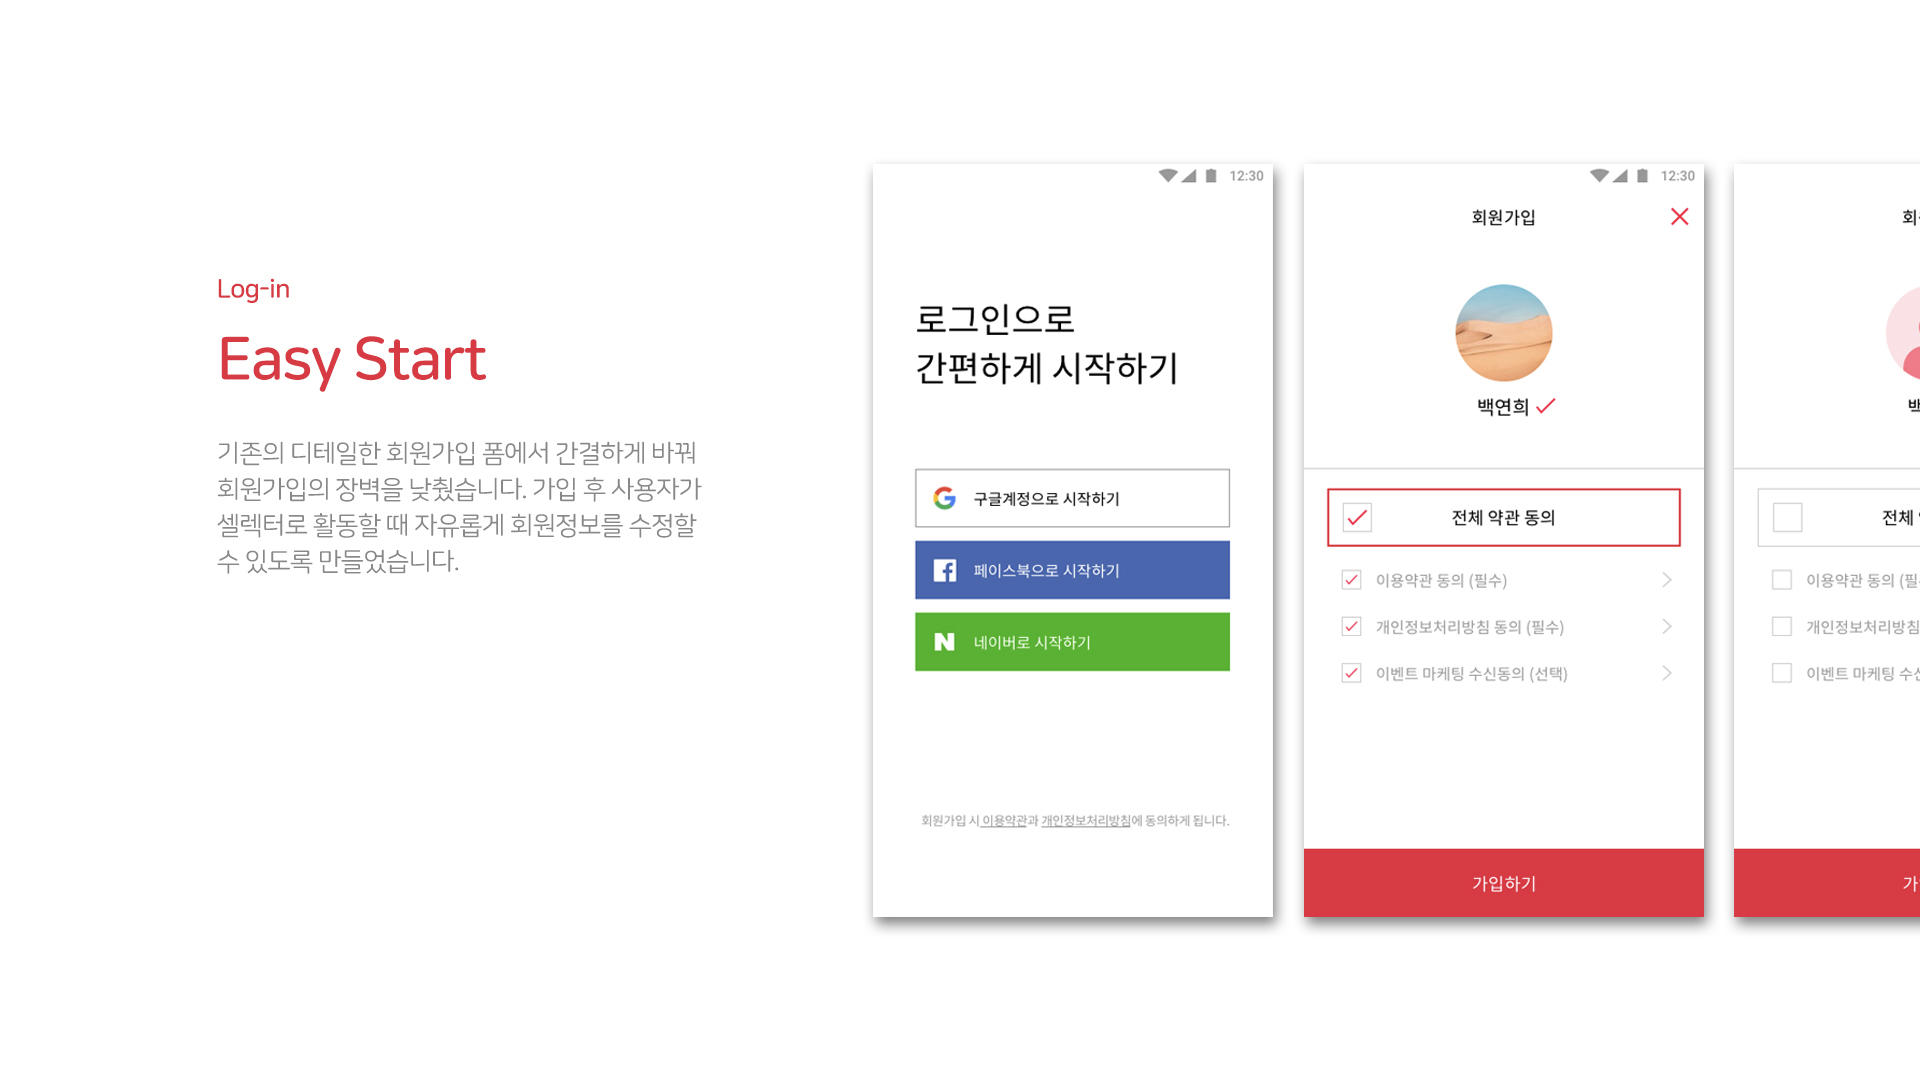 Log-in
Easy Start
기존의 디테일한 회원가입 폼에서 간결하게 바꿔
회원가입의 장벽을 낮췄습니다. 가입 후 사용자가
셀렉터로 활동할 때 자유롭게 회원정보를 수정할
수 있도록 만들었습니다.
12:30
로그인으로
간편하게 시작하기
구글계정으로 시작하기
페이스북으로 시작하기
네이버로 시작하기
회원가입 시 이용약관과 개인정보처리방침에 동의하게 됩니다.
12:30
회원가입
백연희
전체 약관 동의
이용약관 동의 (필수)
개인정보처리방침 동의 (필수)
이벤트 마케팅 수신동의 (선택)
가입하기
회
전체
이용약관 동의 (필
개인정보처리방침
이벤트 마케팅 수
가